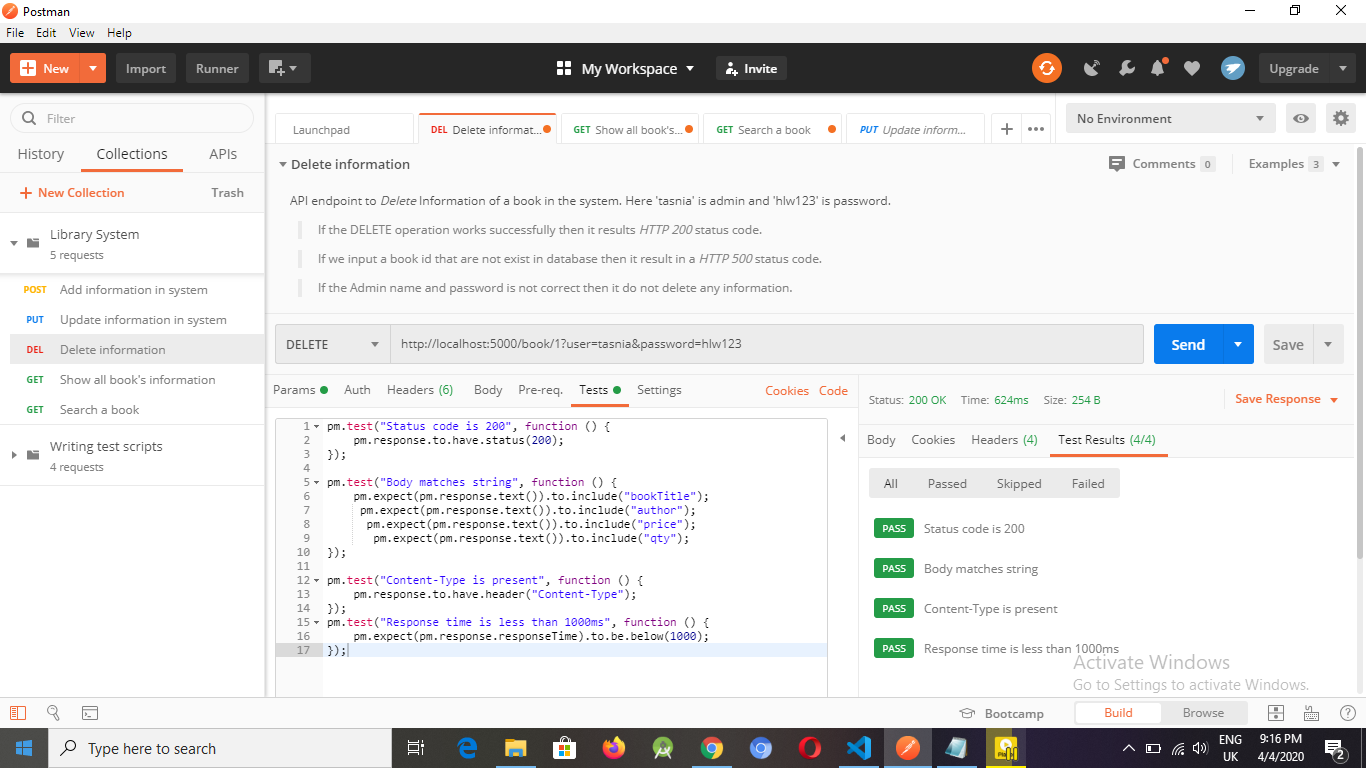 Postman
File Edit View Help
New Import Runner My Workspace Invite Upgrade
Filter
History Collections APIs
New Collection Trash
Library System
5 requests
POST Add information in system
PUT Update information in system
DEL Delete information
GET Show all book's information
GET Search a book
Writing test scripts
4 requests
Launchpad DEL Delete informat... GET Show all book's... GET Search a book PUT Update inform... + •••
No Environment
Delete information Comments 0 Examples 3
API endpoint to Delete Information of a book in the system. Here 'tasnia' is admin and 'hlw123' is password.
If the DELETE operation works successfully then it results HTTP 200 status code.
If we input a book id that are not exist in database then it result in a HTTP 500 status code.
If the Admin name and password is not correct then it do not delete any information.
DELETE http://localhost:5000/book/1?user=tasnia&password=hlw123 Send Save
Params Auth Headers (6) Body Pre-req. Tests Settings Cookies Code
1 pm.test("Status code is 200", function () {
2 pm.response.to.have.status(200);
3 });
4
5 pm.test("Body matches string", function () {
6 pm.expect(pm.response.text()).to.include("bookTitle");
7 pm.expect(pm.response.text()).to.include("author");
8 pm.expect(pm.response.text()).to.include("price");
9 pm.expect(pm.response.text()).to.include("qty");
10 });
11
12 pm.test("Content-Type is present", function () {
13 pm.response.to.have.header("Content-Type");
14 });
15 pm.test("Response time is less than 1000ms", function () {
16 pm.expect(pm.response.responseTime).to.be.below(1000);
17 });
Status: 200 OK Time: 624ms Size: 254 B Save Response
Body Cookies Headers (4) Test Results (4/4)
All Passed Skipped Failed
PASS Status code is 200
PASS Body matches string
PASS Content-Type is present
PASS Response time is less than 1000ms
Activate Windows
Go to Settings to activate Windows.
Bootcamp Build Browse
Type here to search
ENG
UK
9:16 PM
4/4/2020
2